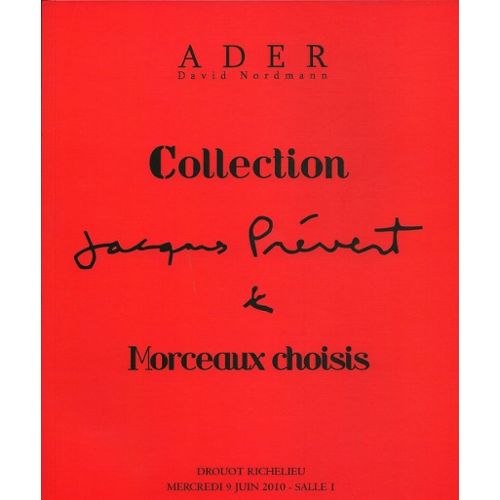 ADER
David Nordmann
Collection
Jacques Prévert
&
Morceaux choisis
DROUOT RICHELIEU
MERCREDI 9 JUIN 2010 - SALLE 1